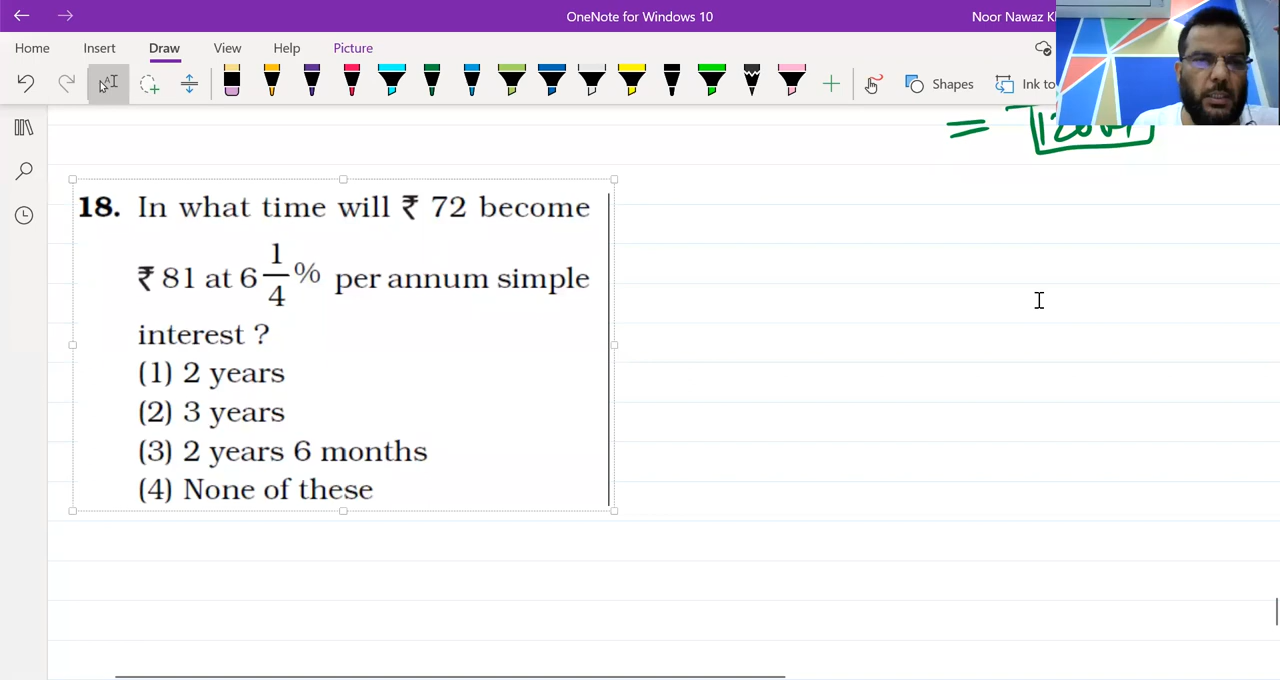 OneNote for Windows 10
Noor Nawaz K
Home Insert Draw View Help Picture
Shapes
Ink to
=
18. In what time will ₹ 72 become
₹ 81 at 6 1/4 % per annum simple
interest ?
(1) 2 years
(2) 3 years
(3) 2 years 6 months
(4) None of these